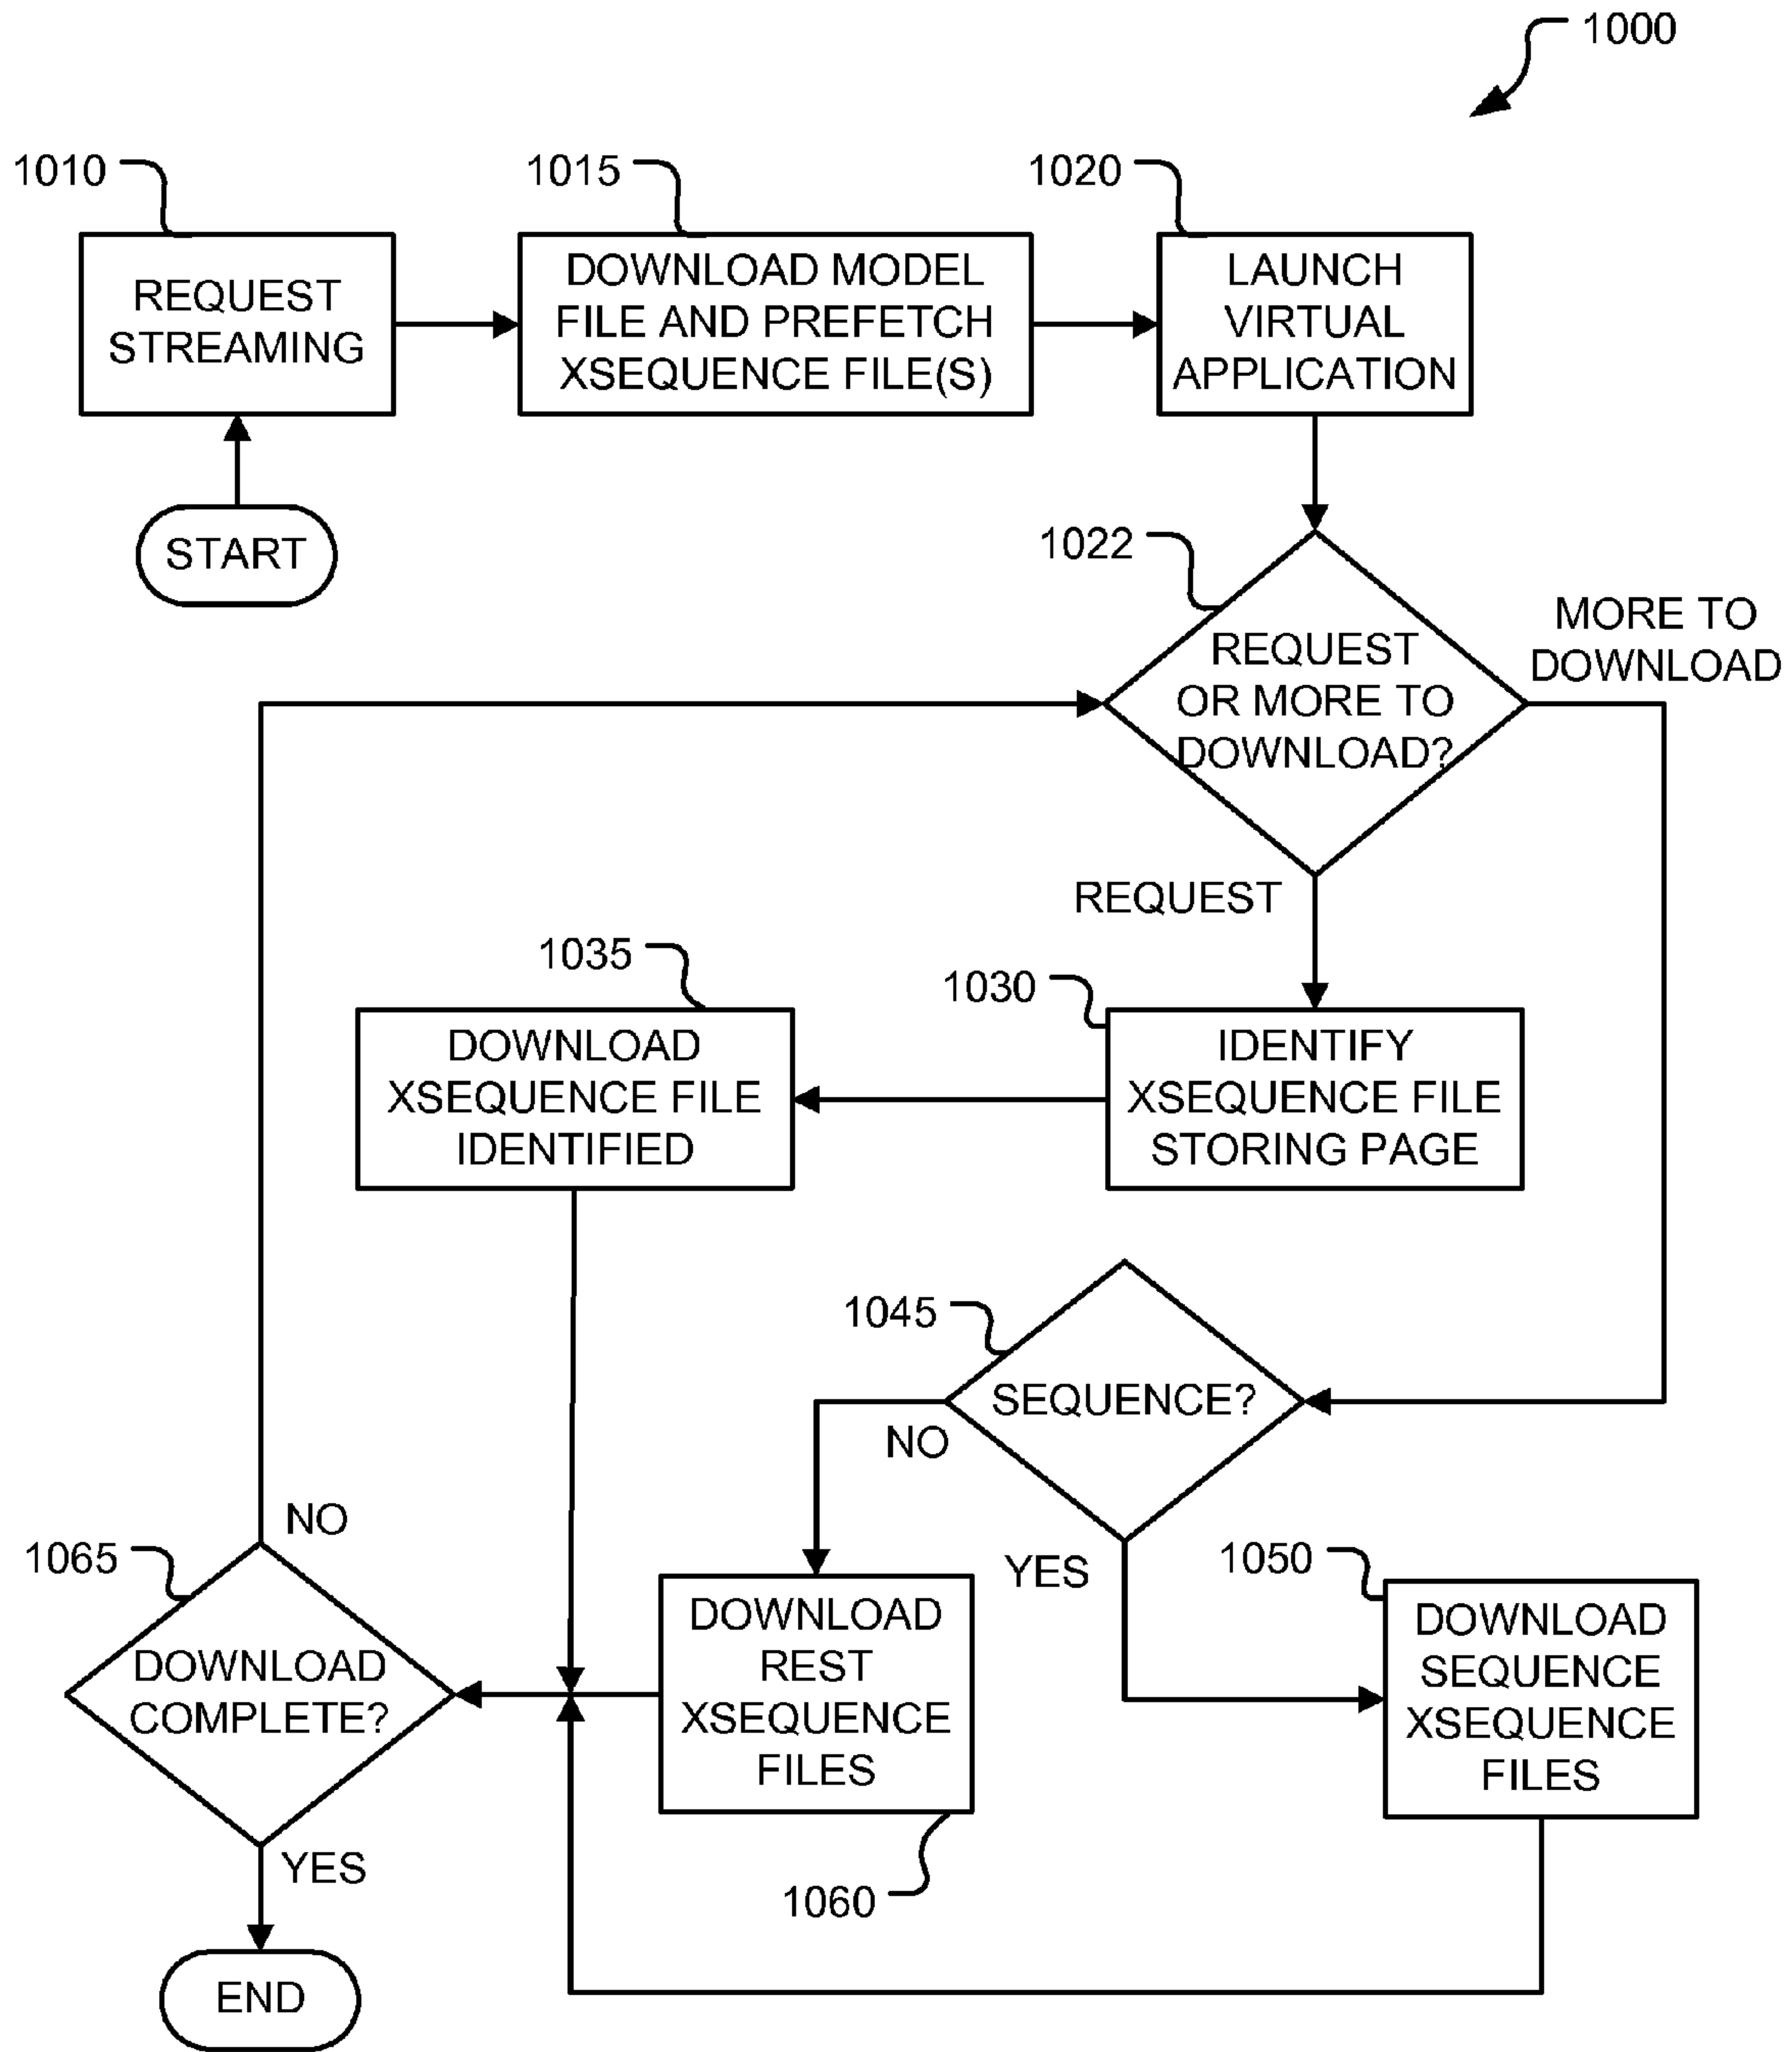 1000
1010
1015
1020
REQUEST
STREAMING
DOWNLOAD MODEL
FILE AND PREFETCH
XSEQUENCE FILE(S)
LAUNCH
VIRTUAL
APPLICATION
START
1022
REQUEST
OR MORE TO
DOWNLOAD?
MORE TO
DOWNLOAD
REQUEST
1035
1030
DOWNLOAD
XSEQUENCE FILE
IDENTIFIED
IDENTIFY
XSEQUENCE FILE
STORING PAGE
1045
SEQUENCE?
NO
YES
1050
DOWNLOAD
SEQUENCE
XSEQUENCE
FILES
DOWNLOAD
REST
XSEQUENCE
FILES
1060
NO
1065
DOWNLOAD
COMPLETE?
YES
END